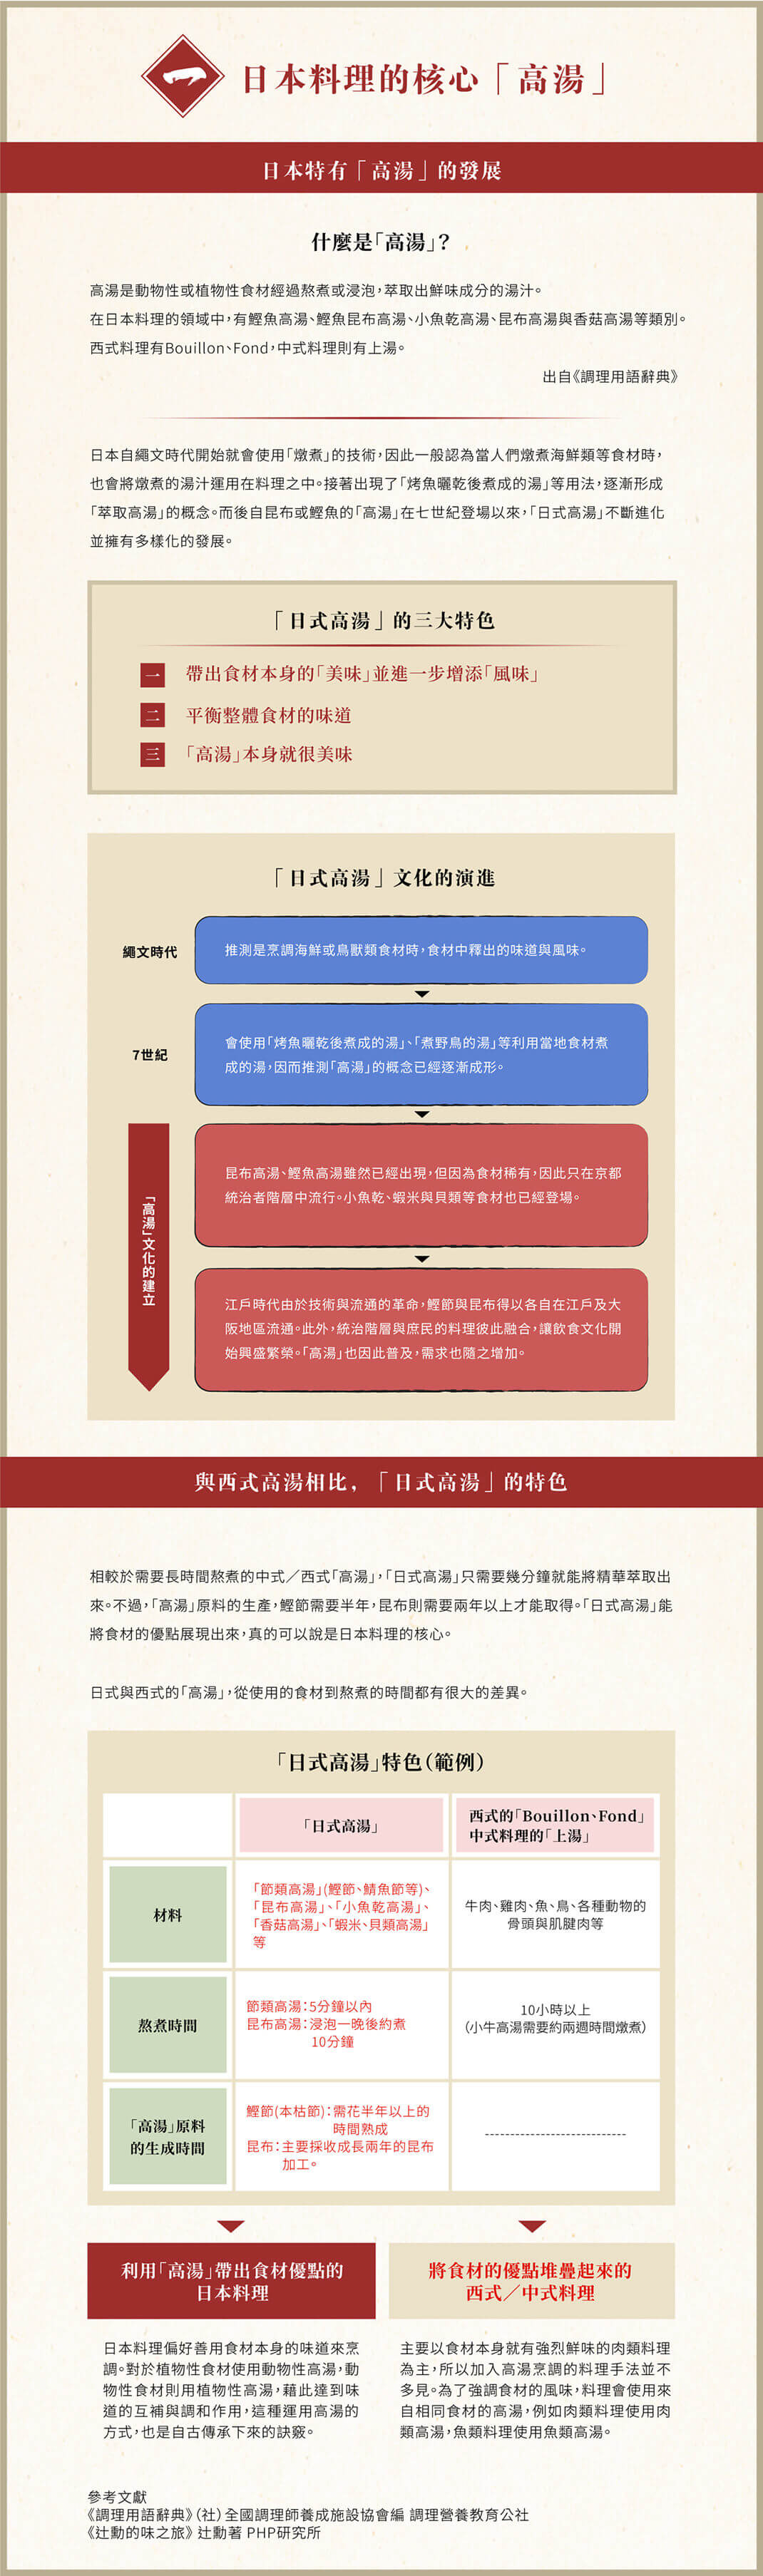 日本料理的核心「高湯」
日本特有「高湯」的發展
什麼是「高湯」？
高湯是動物性或植物性食材經過熬煮或浸泡，萃取出鮮味成分的湯汁。
在日本料理的領域中，有鰹魚高湯、鰹魚昆布高湯、小魚乾高湯、昆布高湯與香菇高湯等類別。
西式料理有Bouillon、Fond，中式料理則有上湯。
出自《調理用語辭典》
日本自繩文時代開始就會使用「燉煮」的技術，因此一般認為當人們燉煮海鮮類等食材時，
也會將燉煮的湯汁運用在料理之中。接著出現了「烤魚曬乾後煮成的湯」等用法，逐漸形成
「萃取高湯」的概念。而後自昆布或鰹魚的「高湯」在七世紀登場以來，「日式高湯」不斷進化
並擁有多樣化的發展。
「日式高湯」的三大特色
一 帶出食材本身的「美味」並進一步增添「風味」
二 平衡整體食材的味道
三 「高湯」本身就很美味
「日式高湯」文化的演進
繩文時代
推測是烹調海鮮或鳥獸類食材時，食材中釋出的味道與風味。
7世紀
會使用「烤魚曬乾後煮成的湯」、「煮野鳥的湯」等利用當地食材煮
成的湯，因而推測「高湯」的概念已經逐漸成形。
「高湯」文化的建立
昆布高湯、鰹魚高湯雖然已經出現，但因為食材稀有，因此只在京都
統治者階層中流行。小魚乾、蝦米與貝類等食材也已經登場。
江戶時代由於技術與流通的革命，鰹節與昆布得以各自在江戶及大
阪地區流通。此外，統治階層與庶民的料理彼此融合，讓飲食文化開
始興盛繁榮。「高湯」也因此普及，需求也隨之增加。
與西式高湯相比，「日式高湯」的特色
相較於需要長時間熬煮的中式／西式「高湯」，「日式高湯」只需要幾分鐘就能將精華萃取出
來。不過，「高湯」原料的生產，鰹節需要半年，昆布則需要兩年以上才能取得。「日式高湯」能
將食材的優點展現出來，真的可以說是日本料理的核心。
日式與西式的「高湯」，從使用的食材到熬煮的時間都有很大的差異。
「日式高湯」特色（範例）
「日式高湯」
西式的「Bouillon、Fond」
中式料理的「上湯」
材料
「節類高湯」(鰹節、鯖魚節等)、
「昆布高湯」、「小魚乾高湯」、
「香菇高湯」、「蝦米、貝類高湯」
等
牛肉、雞肉、魚、鳥、各種動物的
骨頭與肌腱肉等
熬煮時間
節類高湯：5分鐘以內
昆布高湯：浸泡一晚後約煮
10分鐘
10小時以上
（小牛高湯需要約兩週時間燉煮）
「高湯」原料
的生成時間
鰹節(本枯節)：需花半年以上的
時間熟成
昆布：主要採收成長兩年的昆布
加工。
----------------------------
利用「高湯」帶出食材優點的
日本料理
將食材的優點堆疊起來的
西式／中式料理
日本料理偏好善用食材本身的味道來烹
調。對於植物性食材使用動物性高湯，動
物性食材則用植物性高湯，藉此達到味
道的互補與調和作用，這種運用高湯的
方式，也是自古傳承下來的訣竅。
主要以食材本身就有強烈鮮味的肉類料理
為主，所以加入高湯烹調的料理手法並不
多見。為了強調食材的風味，料理會使用來
自相同食材的高湯，例如肉類料理使用肉
類高湯，魚類料理使用魚類高湯。
參考文獻
《調理用語辭典》（社）全國調理師養成施設協會編 調理營養教育公社
《辻勳的味之旅》辻勳著 PHP研究所